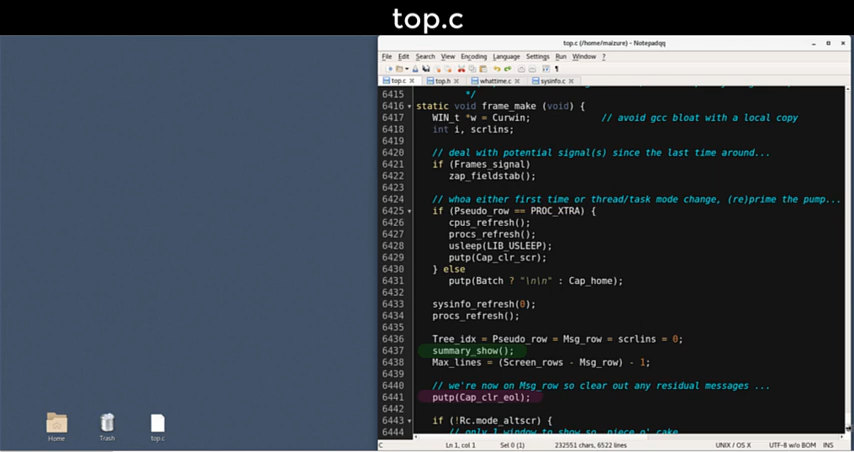 top.c
top.c (/home/maizure) - Notepadqq
File Edit Search View Encoding Language Settings Run Window ?
top.c top.h whattime.c sysinfo.c
6415 */
6416 static void frame_make (void) {
6417 WIN_t *w = Curwin; // avoid gcc bloat with a local copy
6418 int i, scrlins;
6419
6420 // deal with potential signal(s) since the last time around...
6421 if (Frames_signal)
6422 zap_fieldstab();
6423
6424 // whoa either first time or thread/task mode change, (re)prime the pump...
6425 if (Pseudo_row == PROC_XTRA) {
6426 cpus_refresh();
6427 procs_refresh();
6428 usleep(LIB_USLEEP);
6429 putp(Cap_clr_scr);
6430 } else
6431 putp(Batch ? "\n\n" : Cap_home);
6432
6433 sysinfo_refresh(0);
6434 procs_refresh();
6435
6436 Tree_idx = Pseudo_row = Msg_row = scrlins = 0;
6437 summary_show();
6438 Max_lines = (Screen_rows - Msg_row) - 1;
6439
6440 // we're now on Msg_row so clear out any residual messages ...
6441 putp(Cap_clr_eol);
6442
6443 if (!Rc.mode_altscr) {
6444 // only 1 window to show so, piece o' cake
Home Trash top.c
C Ln 1, col 1 Sel 0 (1) 232551 chars, 6522 lines UNIX / OS X UTF-8 w/o BOM INS